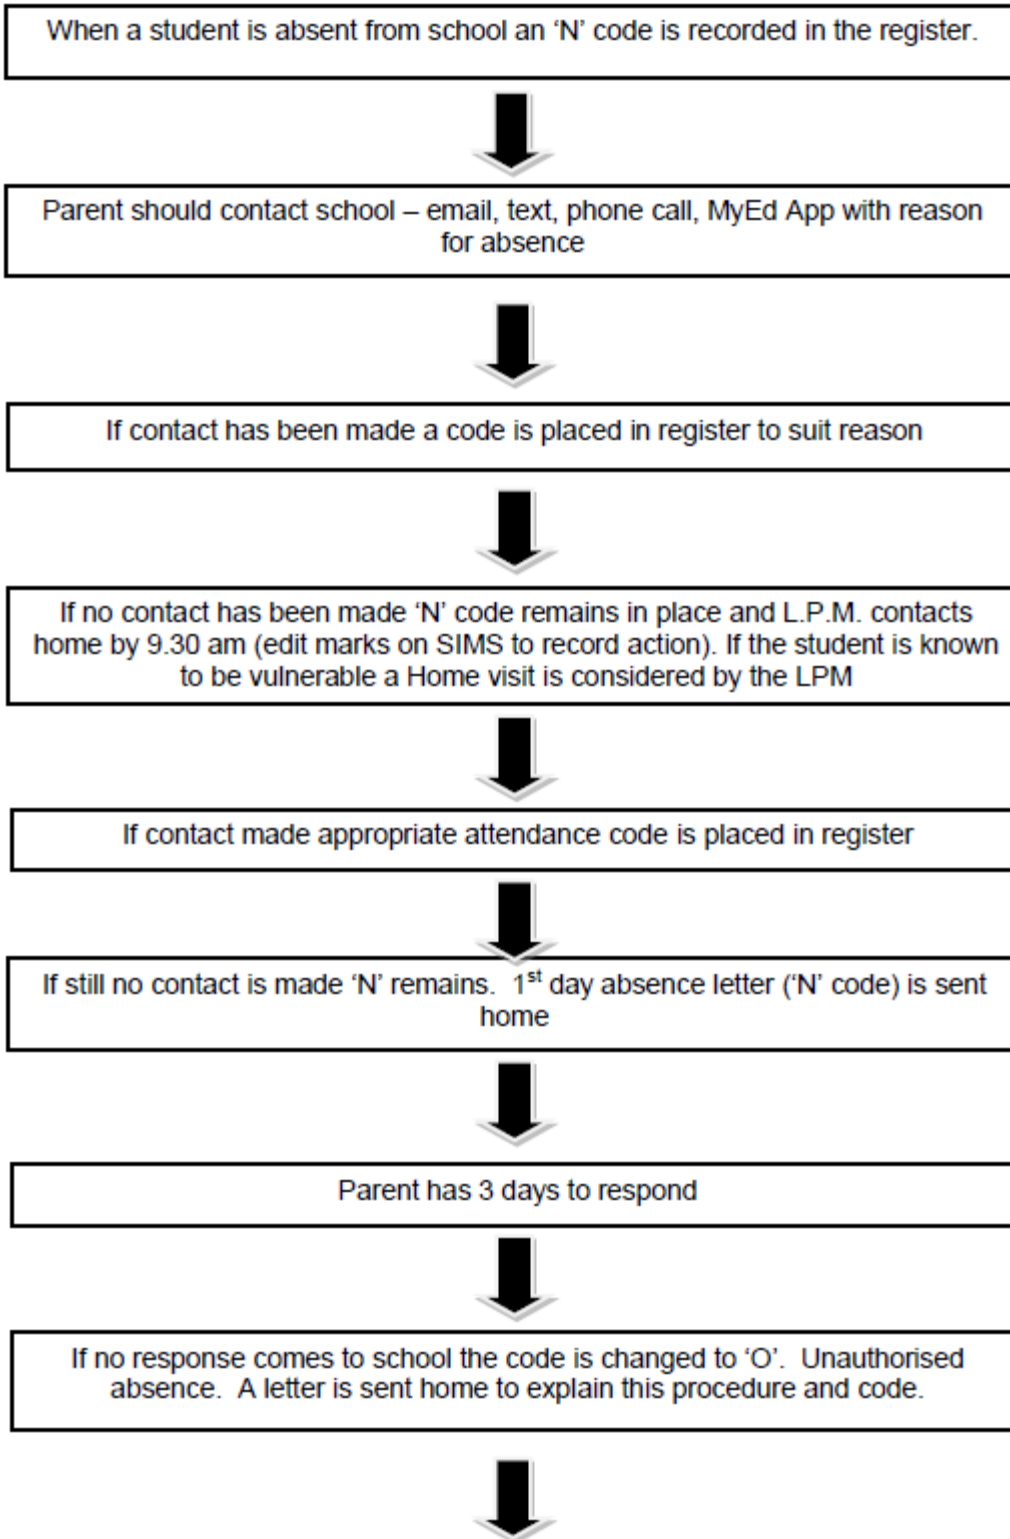 When a student is absent from school an ‘N’ code is recorded in the register.
Parent should contact school – email, text, phone call, MyEd App with reason
for absence
If contact has been made a code is placed in register to suit reason
If no contact has been made ‘N’ code remains in place and L.P.M. contacts
home by 9.30 am (edit marks on SIMS to record action). If the student is known
to be vulnerable a Home visit is considered by the LPM
If contact made appropriate attendance code is placed in register
If still no contact is made ‘N’ remains.  1st day absence letter (‘N’ code) is sent
home
Parent has 3 days to respond
If no response comes to school the code is changed to ‘O’.  Unauthorised
absence.  A letter is sent home to explain this procedure and code.